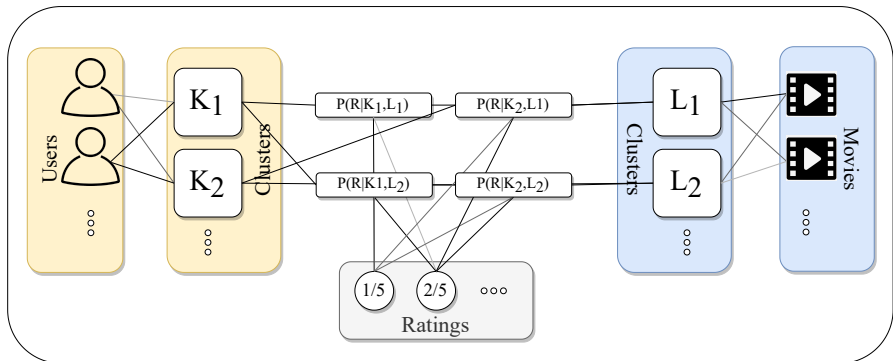 Users
Clusters
K1
K2
P(R|K1,L1)
P(R|K2,L1)
P(R|K1,L2)
P(R|K2,L2)
1/5
2/5
Ratings
Clusters
L1
L2
Movies